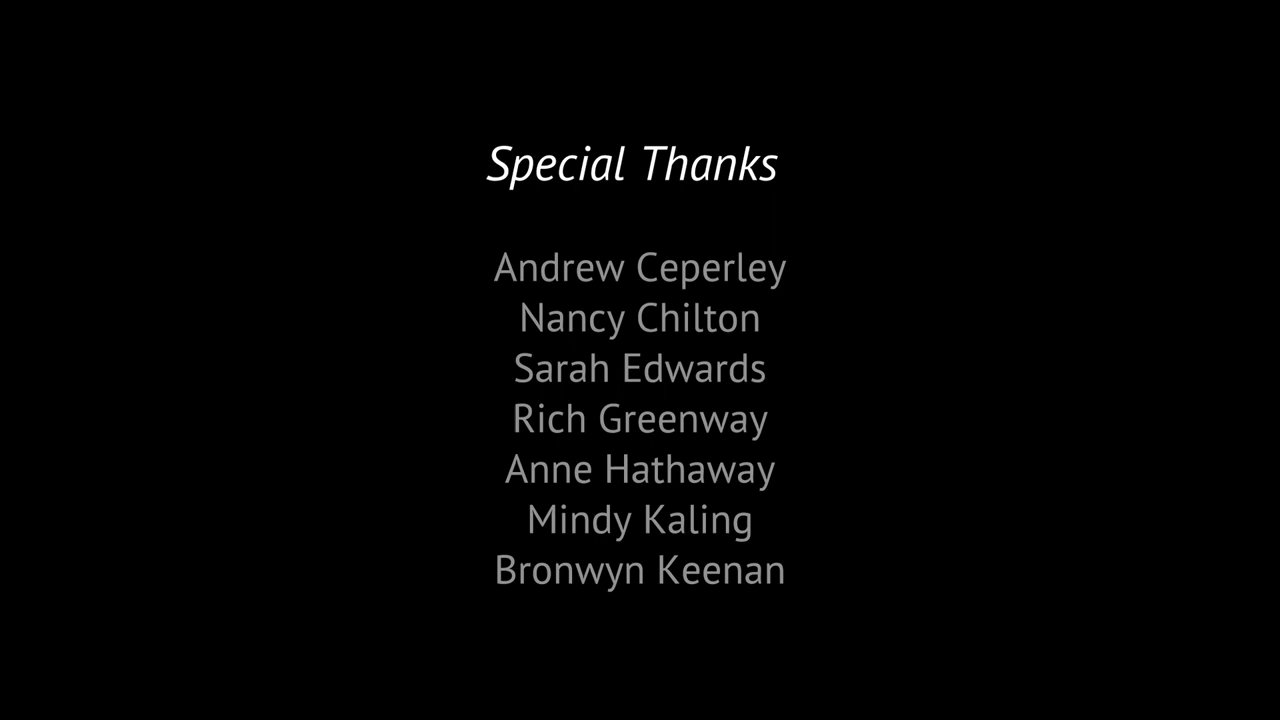 Special Thanks
Andrew Ceperley
Nancy Chilton
Sarah Edwards
Rich Greenway
Anne Hathaway
Mindy Kaling
Bronwyn Keenan